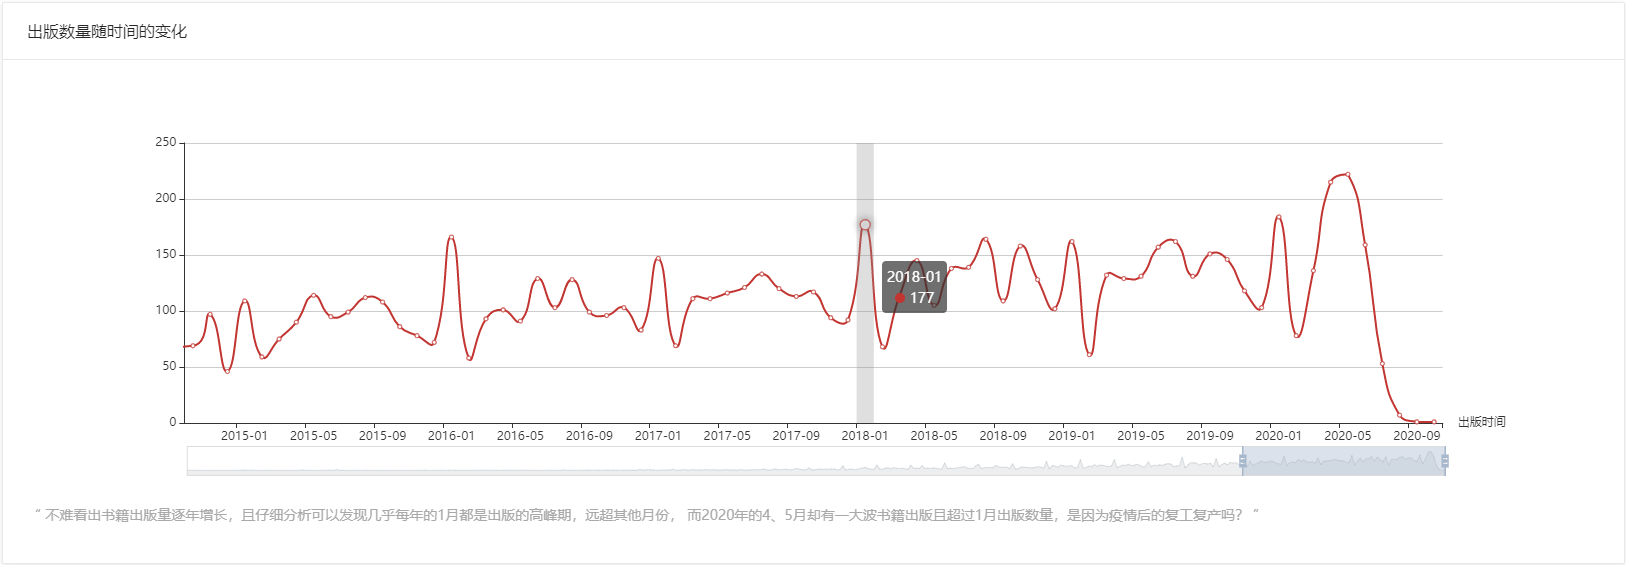 出版数量随时间的变化
250
200
150
100
50
0
2018-01
177
2015-01 2015-05 2015-09 2016-01 2016-05 2016-09 2017-01 2017-05 2017-09 2018-01 2018-05 2018-09 2019-01 2019-05 2019-09 2020-01 2020-05 2020-09
出版时间
“ 不难看出书籍出版量逐年增长，且仔细分析可以发现几乎每年的1月都是出版的高峰期，远超其他月份， 而2020年的4、5月却有一大波书籍出版且超过1月出版数量，是因为疫情后的复工复产吗？ “